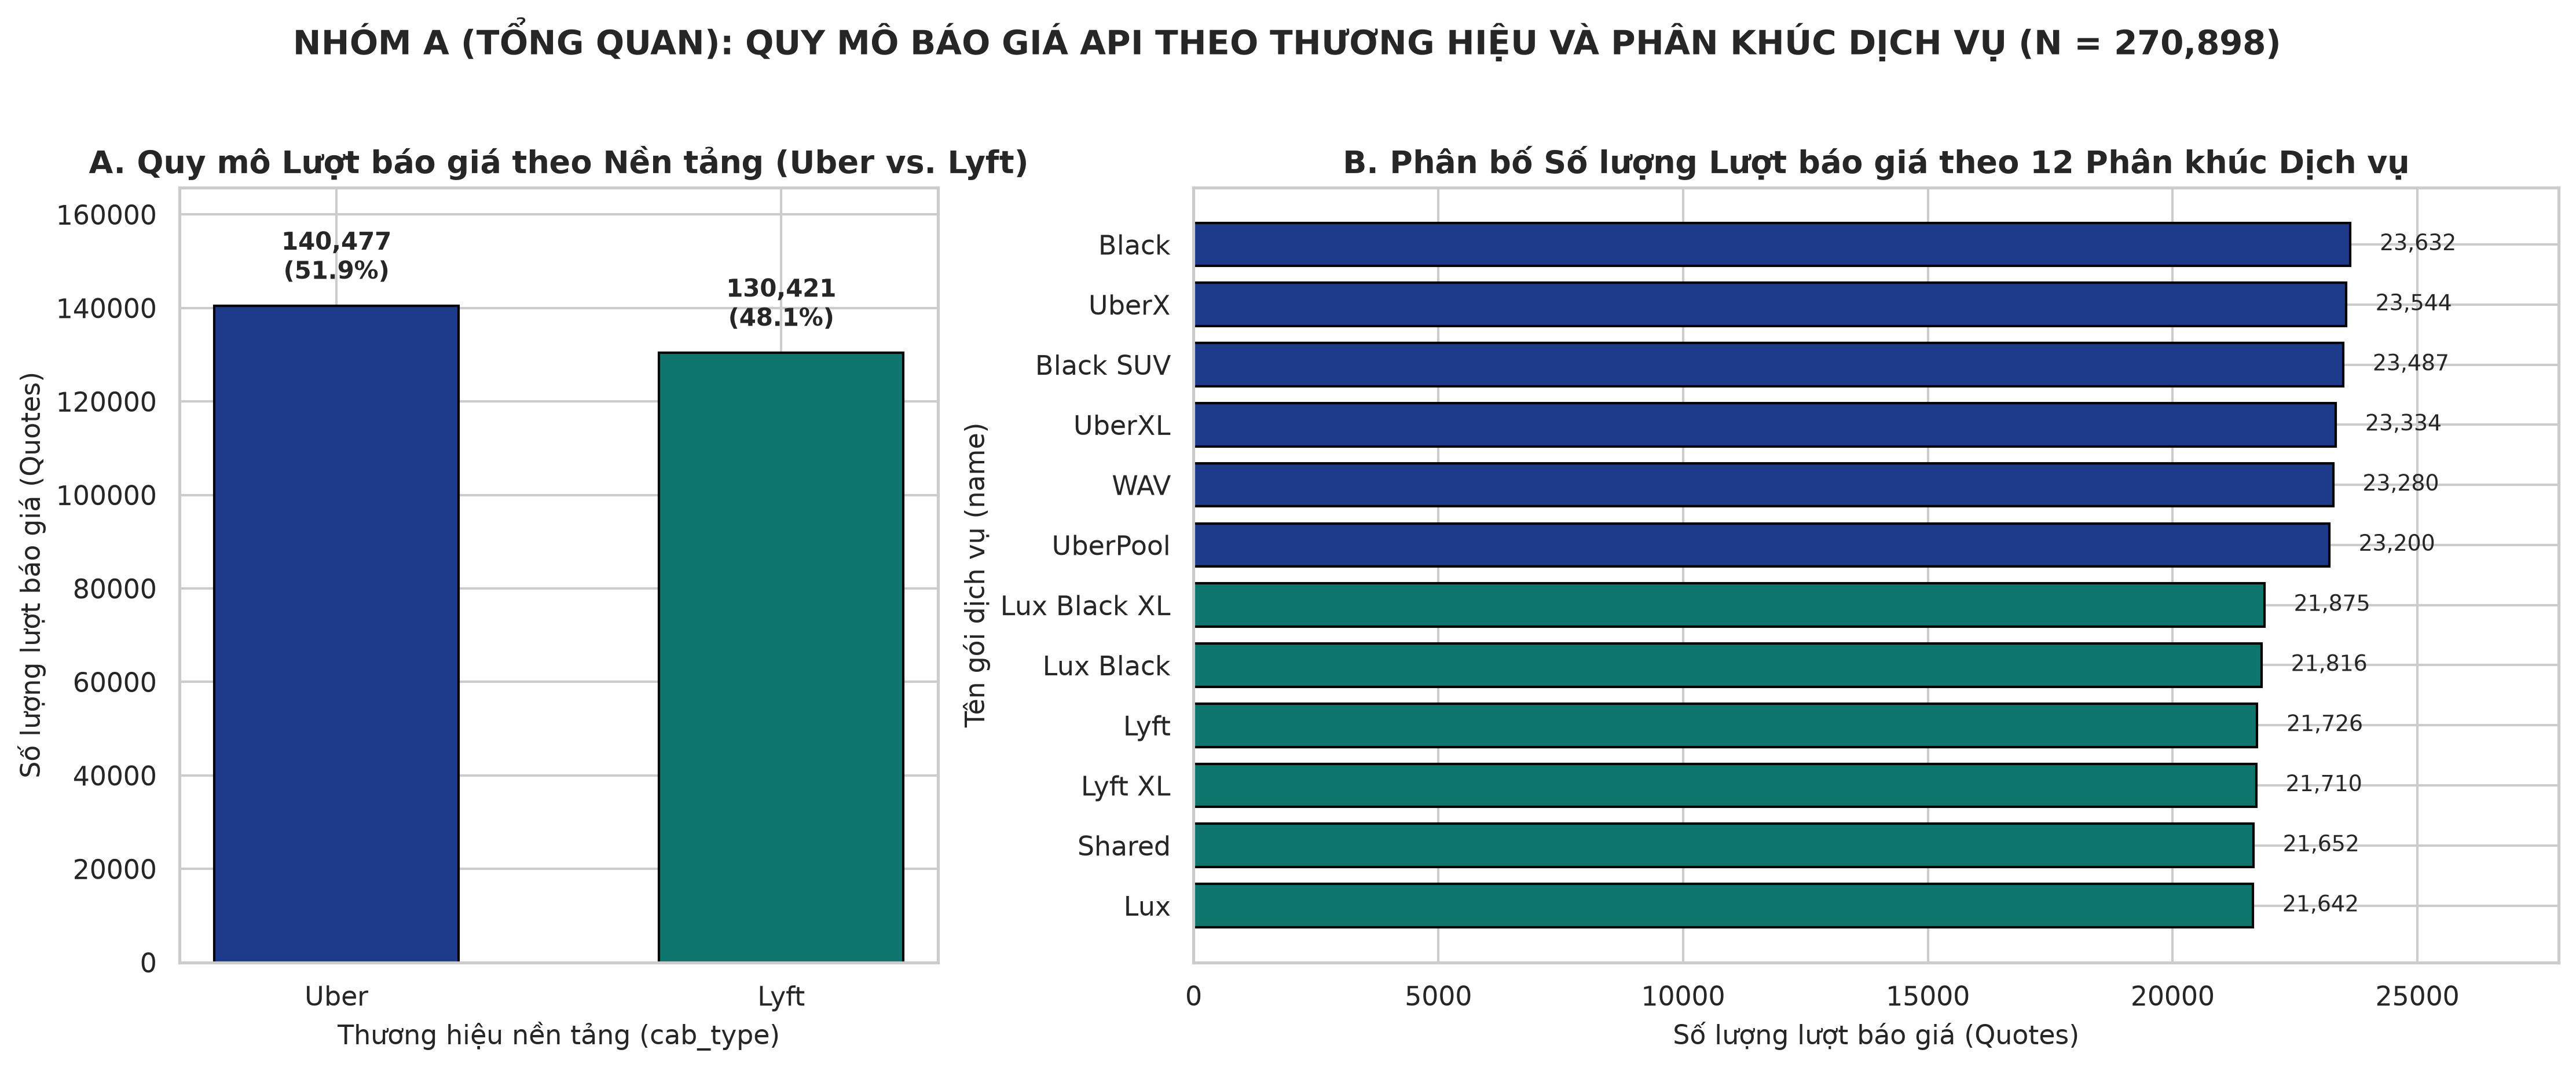 NHÓM A (TỔNG QUAN): QUY MÔ BÁO GIÁ API THEO THƯƠNG HIỆU VÀ PHÂN KHÚC DỊCH VỤ (N = 270,898)
A. Quy mô Lượt báo giá theo Nền tảng (Uber vs. Lyft)
Số lượng lượt báo giá (Quotes)
160000
140000
120000
100000
80000
60000
40000
20000
0
140,477
(51.9%)
130,421
(48.1%)
Uber
Lyft
Thương hiệu nền tảng (cab_type)
B. Phân bố Số lượng Lượt báo giá theo 12 Phân khúc Dịch vụ
Tên gói dịch vụ (name)
Black 23,632
UberX 23,544
Black SUV 23,487
UberXL 23,334
WAV 23,280
UberPool 23,200
Lux Black XL 21,875
Lux Black 21,816
Lyft 21,726
Lyft XL 21,710
Shared 21,652
Lux 21,642
0 5000 10000 15000 20000 25000
Số lượng lượt báo giá (Quotes)